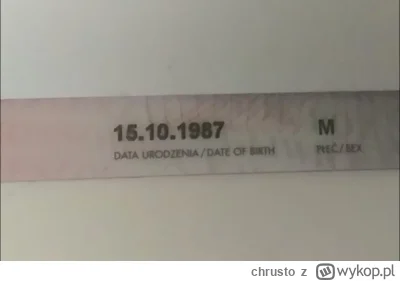 15.10.1987 M
DATA URODZENIA/DATE OF BIRTH PŁEĆ/SEX
chrusto z wykop.pl